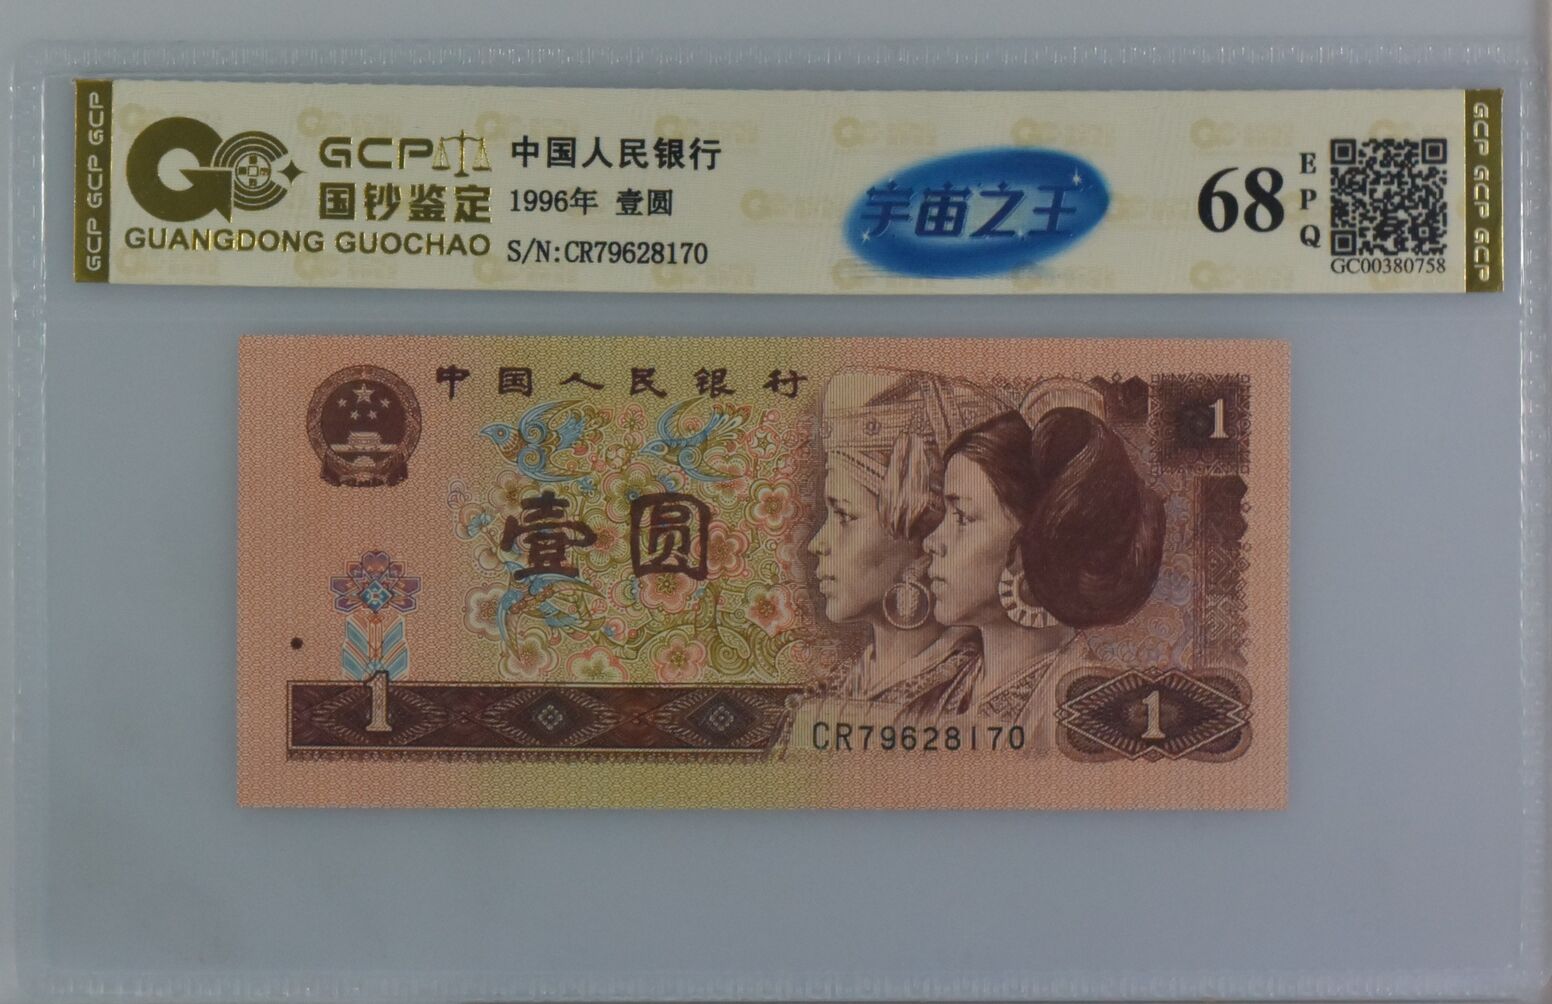 GCP GCP GCP
GCP
国钞鉴定
GUANGDONG GUOCHAO
中国人民银行
1996年 壹圆
S/N:CR79628170
宇宙之王
68
EPQ
GC00380758
GCP GCP GCP
中国人民银行
1
壹圆
1
1
CR79628170